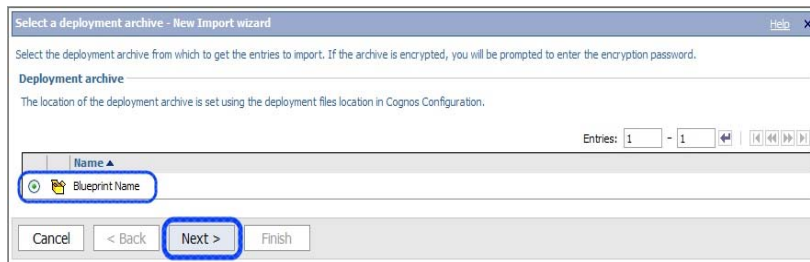 Select a deployment archive - New Import wizard Help X
Select the deployment archive from which to get the entries to import. If the archive is encrypted, you will be prompted to enter the encryption password.
Deployment archive
The location of the deployment archive is set using the deployment files location in Cognos Configuration.
Entries: 1 - 1
Name
Blueprint Name
Cancel < Back Next > Finish